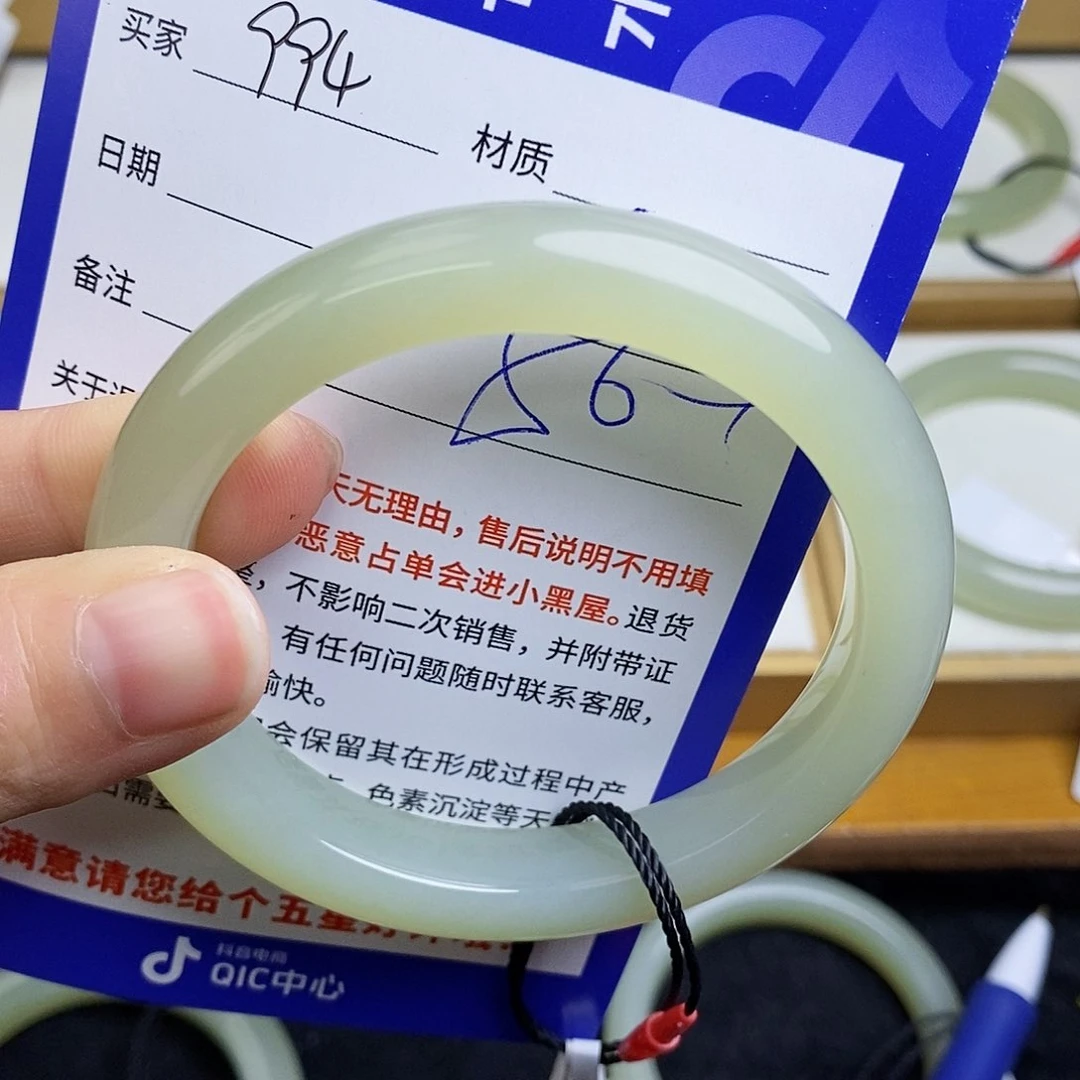 买家 994
材质
日期
备注
关于
天无理由，售后说明不用填
恶意占单会进小黑屋。退货
，不影响二次销售，并附带证
有任何问题随时联系客服，
愉快。
会保留其在形成过程中产
色素沉淀等天
满意请您给个五星好评
抖音电商
QIC中心